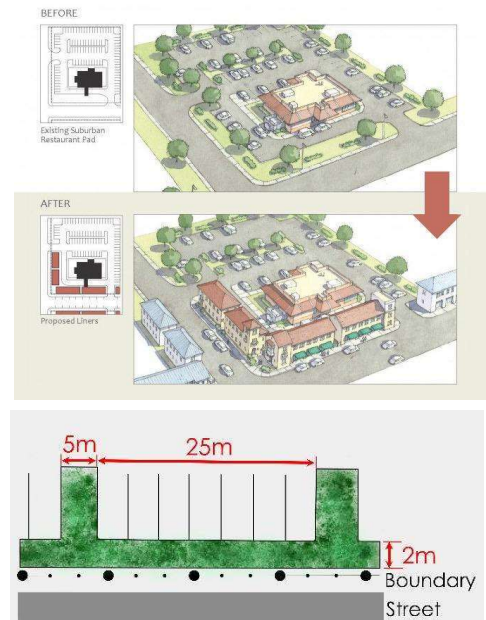 BEFORE
Existing Suburban
Restaurant Pad
AFTER
Proposed Liners
5m
25m
2m
Boundary
Street